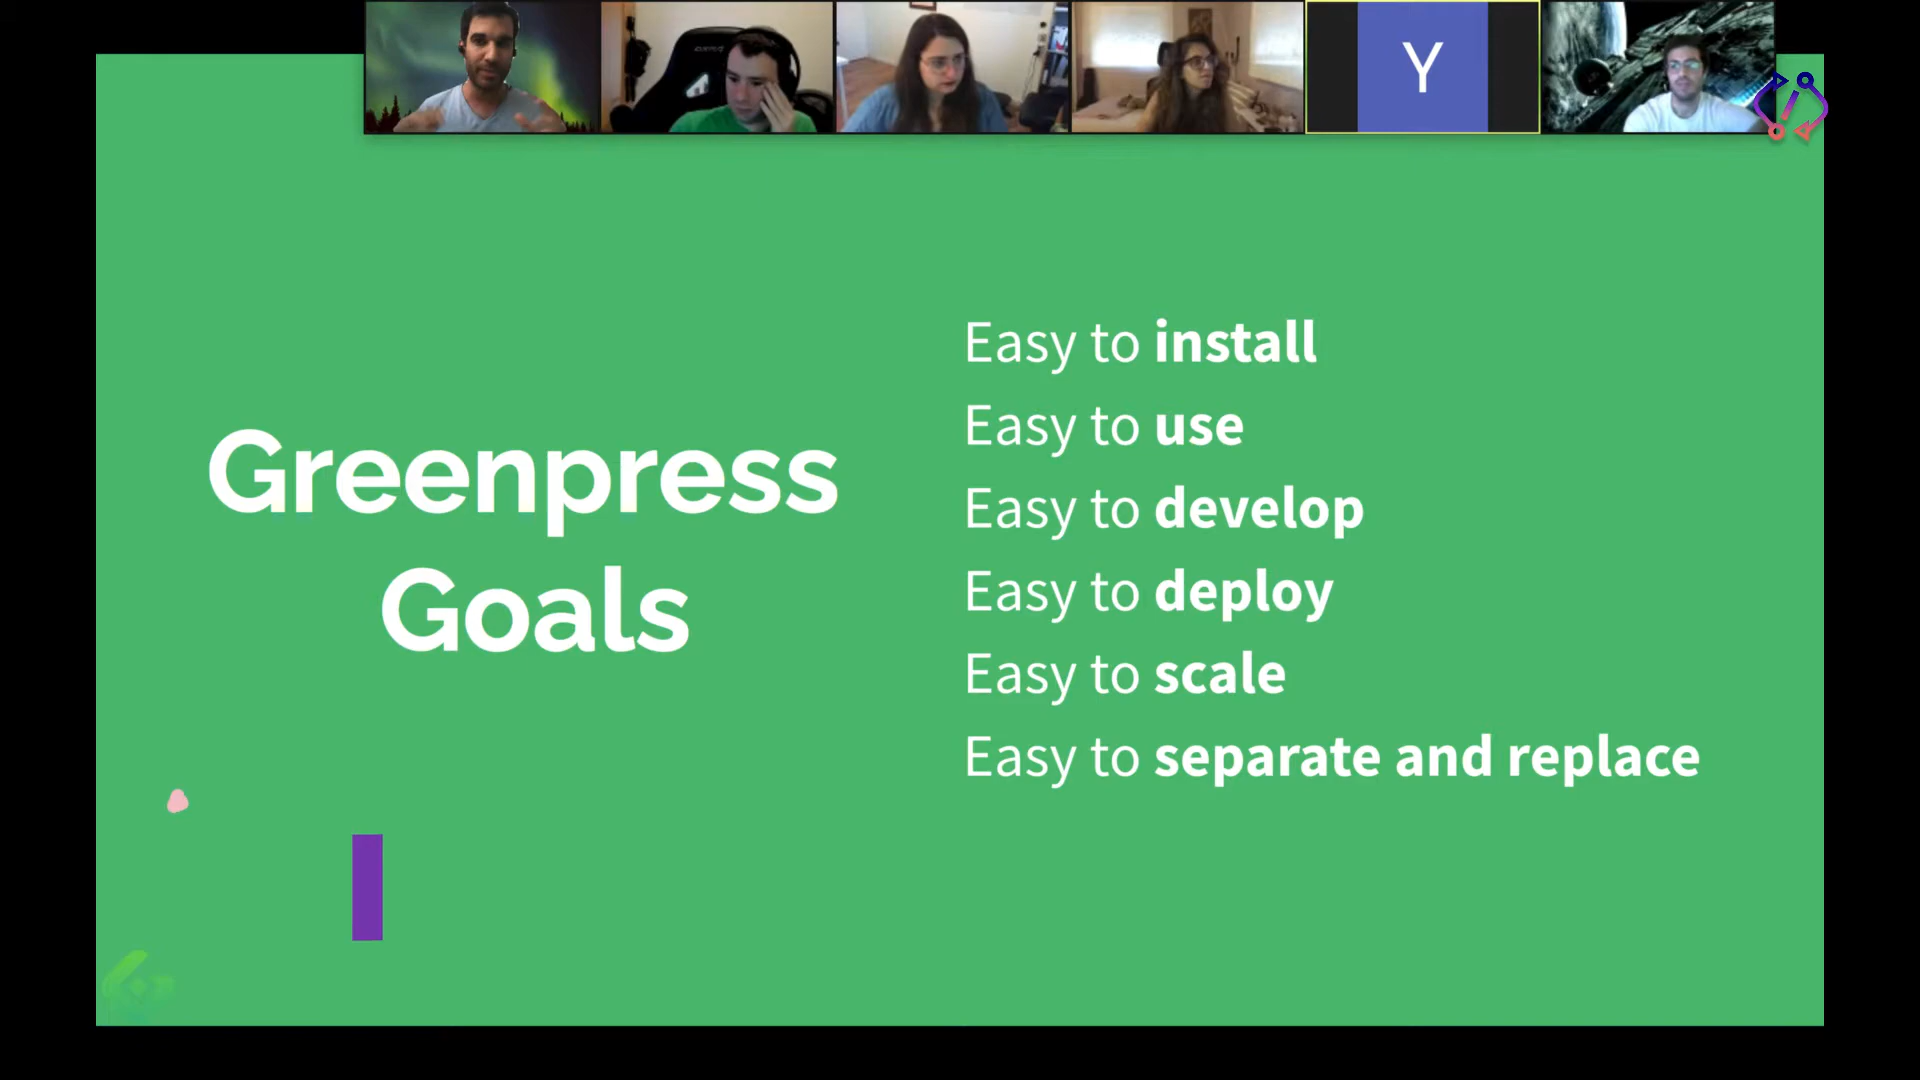 Y
Greenpress
Goals
Easy to install
Easy to use
Easy to develop
Easy to deploy
Easy to scale
Easy to separate and replace